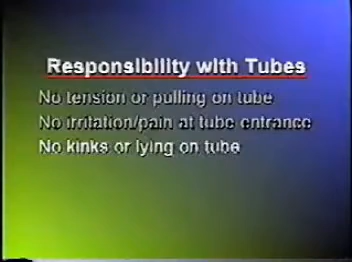 Responsibility with Tubes
No tension or pulling on tube
No irritation/pain at tube entrance
No kinks or lying on tube